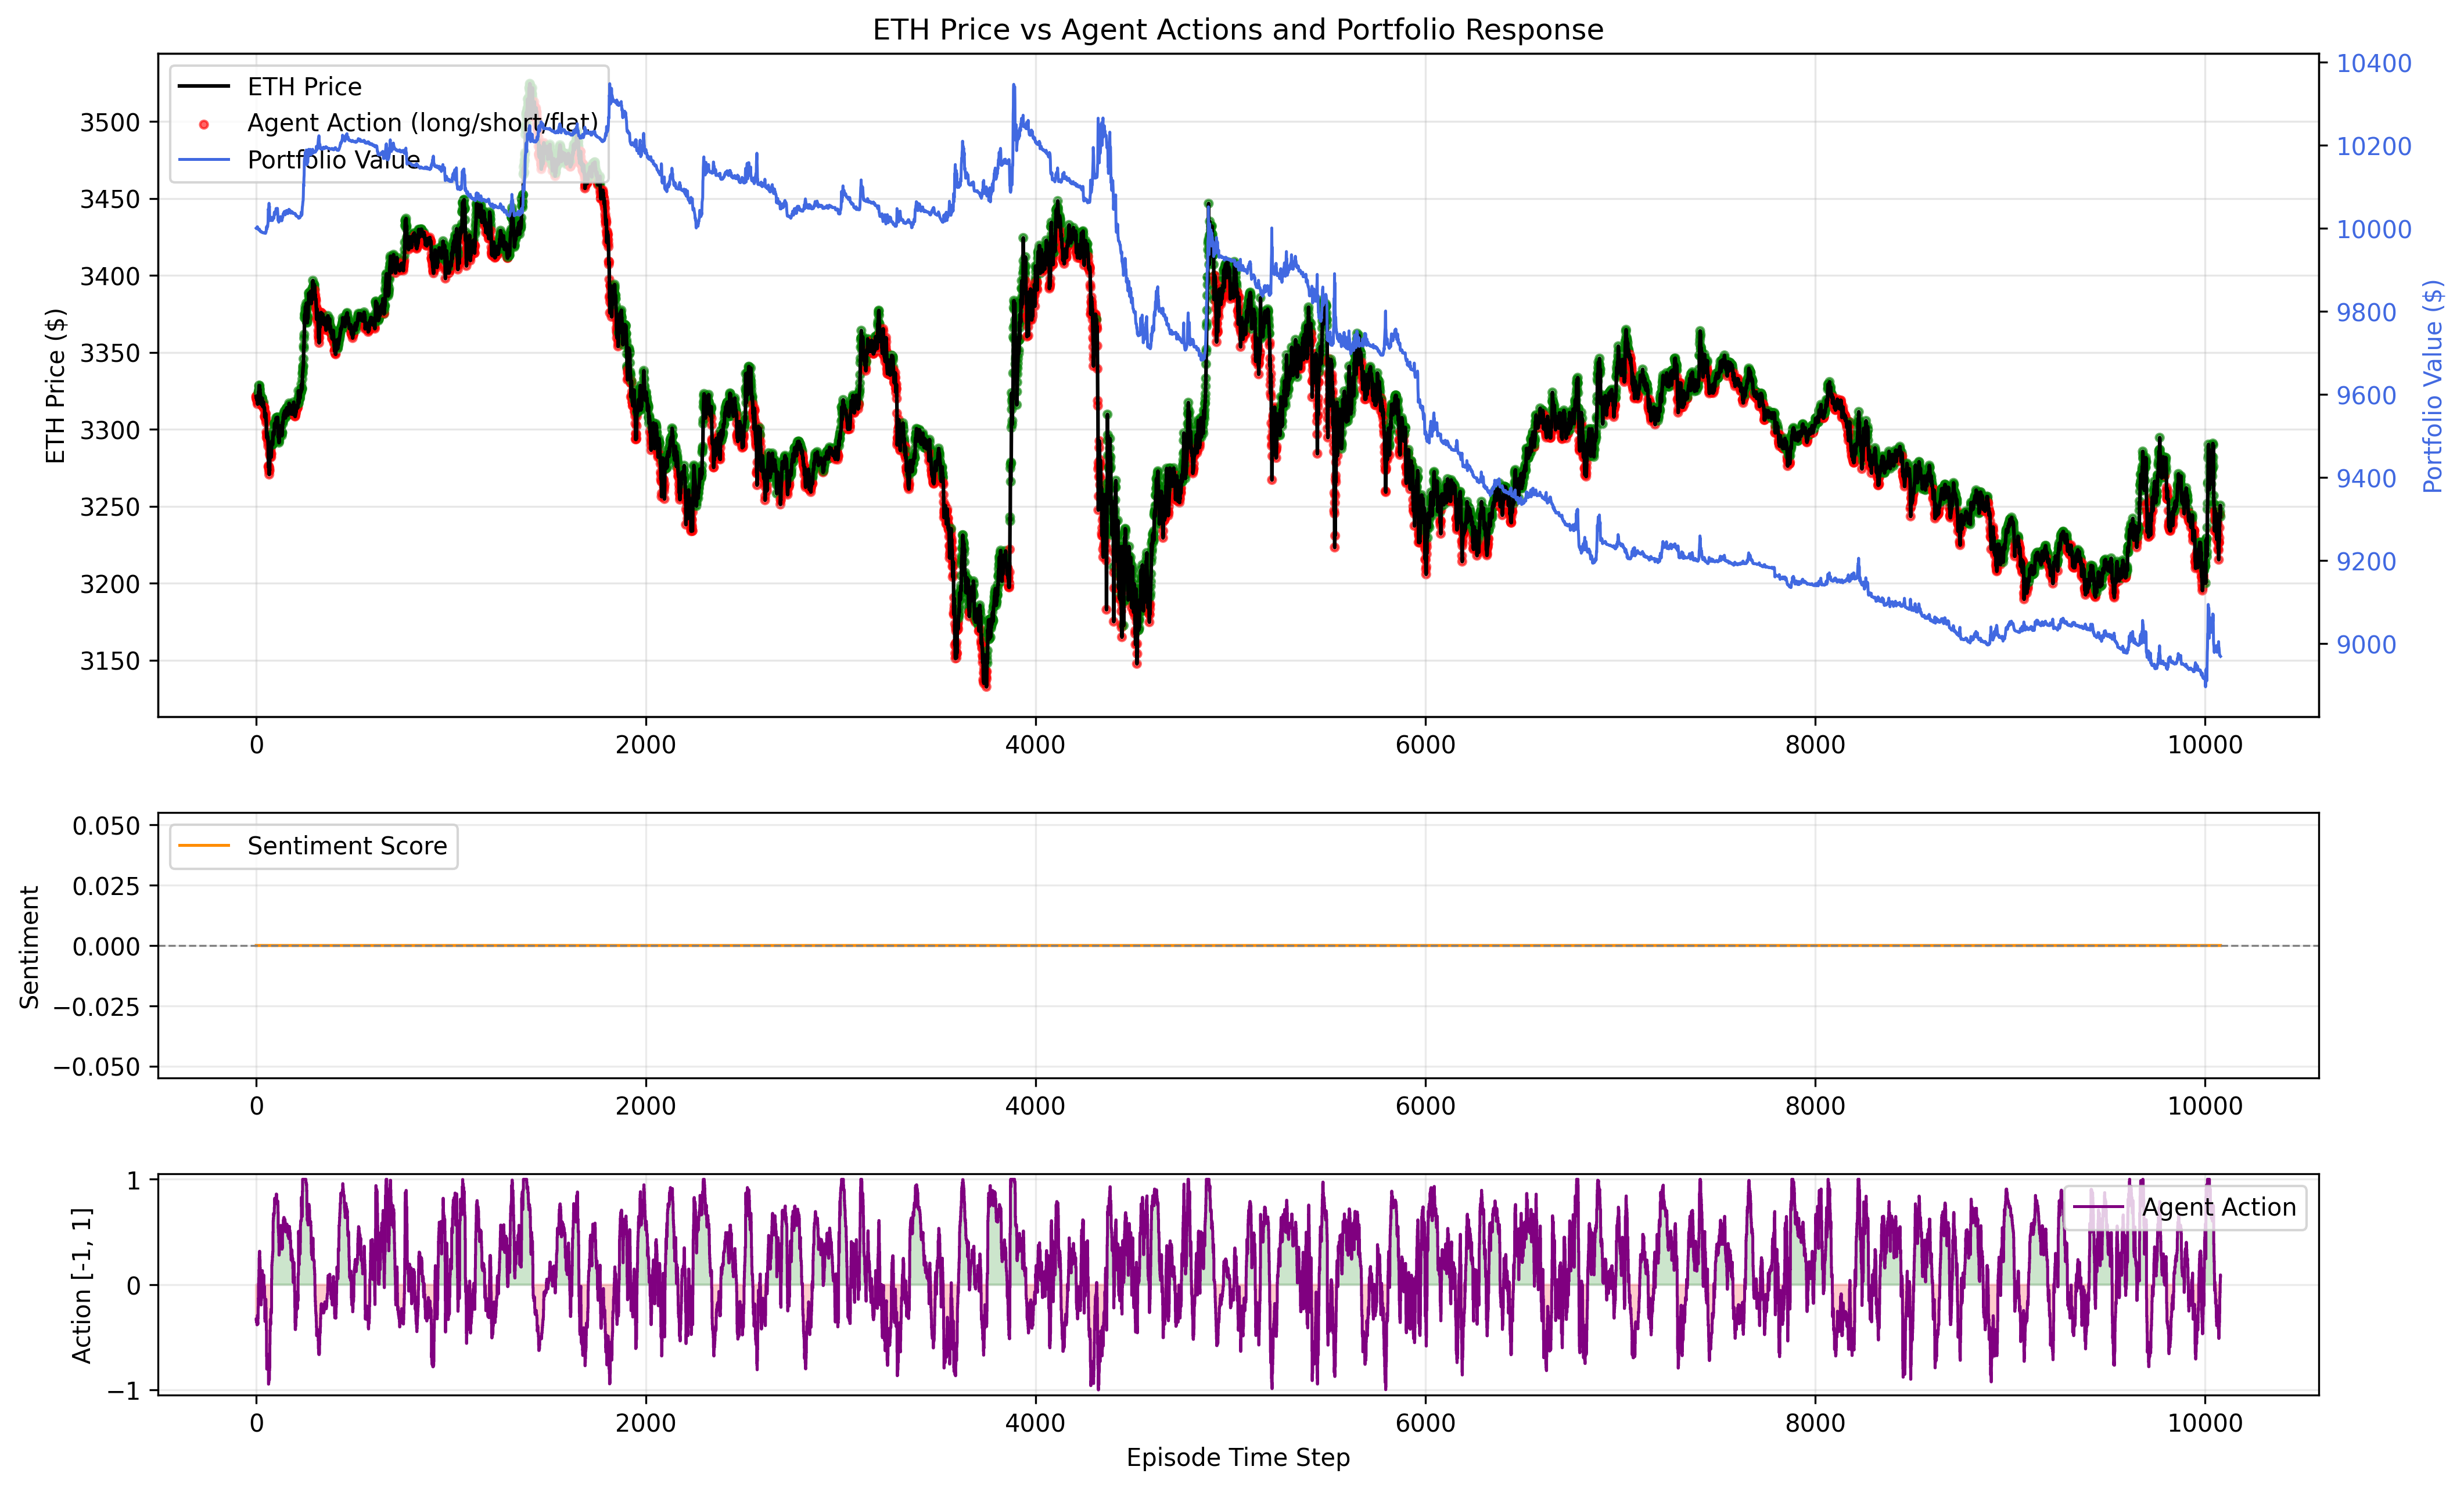 ETH Price vs Agent Actions and Portfolio Response
ETH Price
Agent Action (long/short/flat)
Portfolio Value
ETH Price ($)
3500
3450
3400
3350
3300
3250
3200
3150
Portfolio Value ($)
10400
10200
10000
9800
9600
9400
9200
9000
0 2000 4000 6000 8000 10000
Sentiment Score
Sentiment
0.050
0.025
0.000
−0.025
−0.050
0 2000 4000 6000 8000 10000
Agent Action
Action [-1, 1]
1
0
−1
0 2000 4000 6000 8000 10000
Episode Time Step